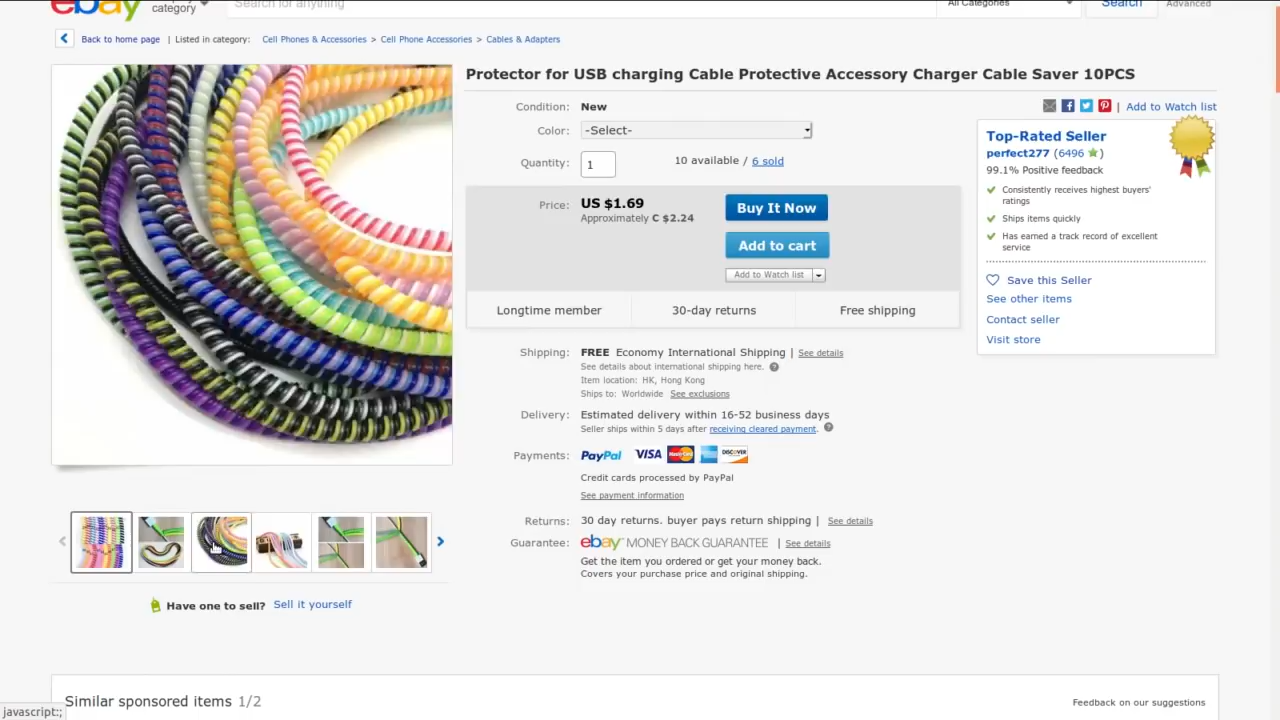 ebay
category
Search for anything
All Categories
Search
Advanced
Back to home page | Listed in category: Cell Phones & Accessories > Cell Phone Accessories > Cables & Adapters
Protector for USB charging Cable Protective Accessory Charger Cable Saver 10PCS
Condition: New
| Add to Watch list
Color: -Select-
Quantity: 1
10 available / 6 sold
Price: US $1.69
Approximately C $2.24
Buy It Now
Add to cart
Add to Watch list
Longtime member
30-day returns
Free shipping
Top-Rated Seller
perfect277 (6496 )
99.1% Positive feedback
Consistently receives highest buyers'
ratings
Ships items quickly
Has earned a track record of excellent
service
Save this Seller
See other items
Contact seller
Visit store
Shipping: FREE Economy International Shipping | See details
See details about international shipping here. ?
Item location: HK, Hong Kong
Ships to: Worldwide See exclusions
Delivery: Estimated delivery within 16-52 business days
Seller ships within 5 days after receiving cleared payment. ?
Payments: PayPal VISA MasterCard DISCOVER
Credit cards processed by PayPal
See payment information
Returns: 30 day returns. buyer pays return shipping | See details
Guarantee: ebay MONEY BACK GUARANTEE | See details
Get the item you ordered or get your money back.
Covers your purchase price and original shipping.
Have one to sell? Sell it yourself
Similar sponsored items 1/2
Feedback on our suggestions
javascript:;